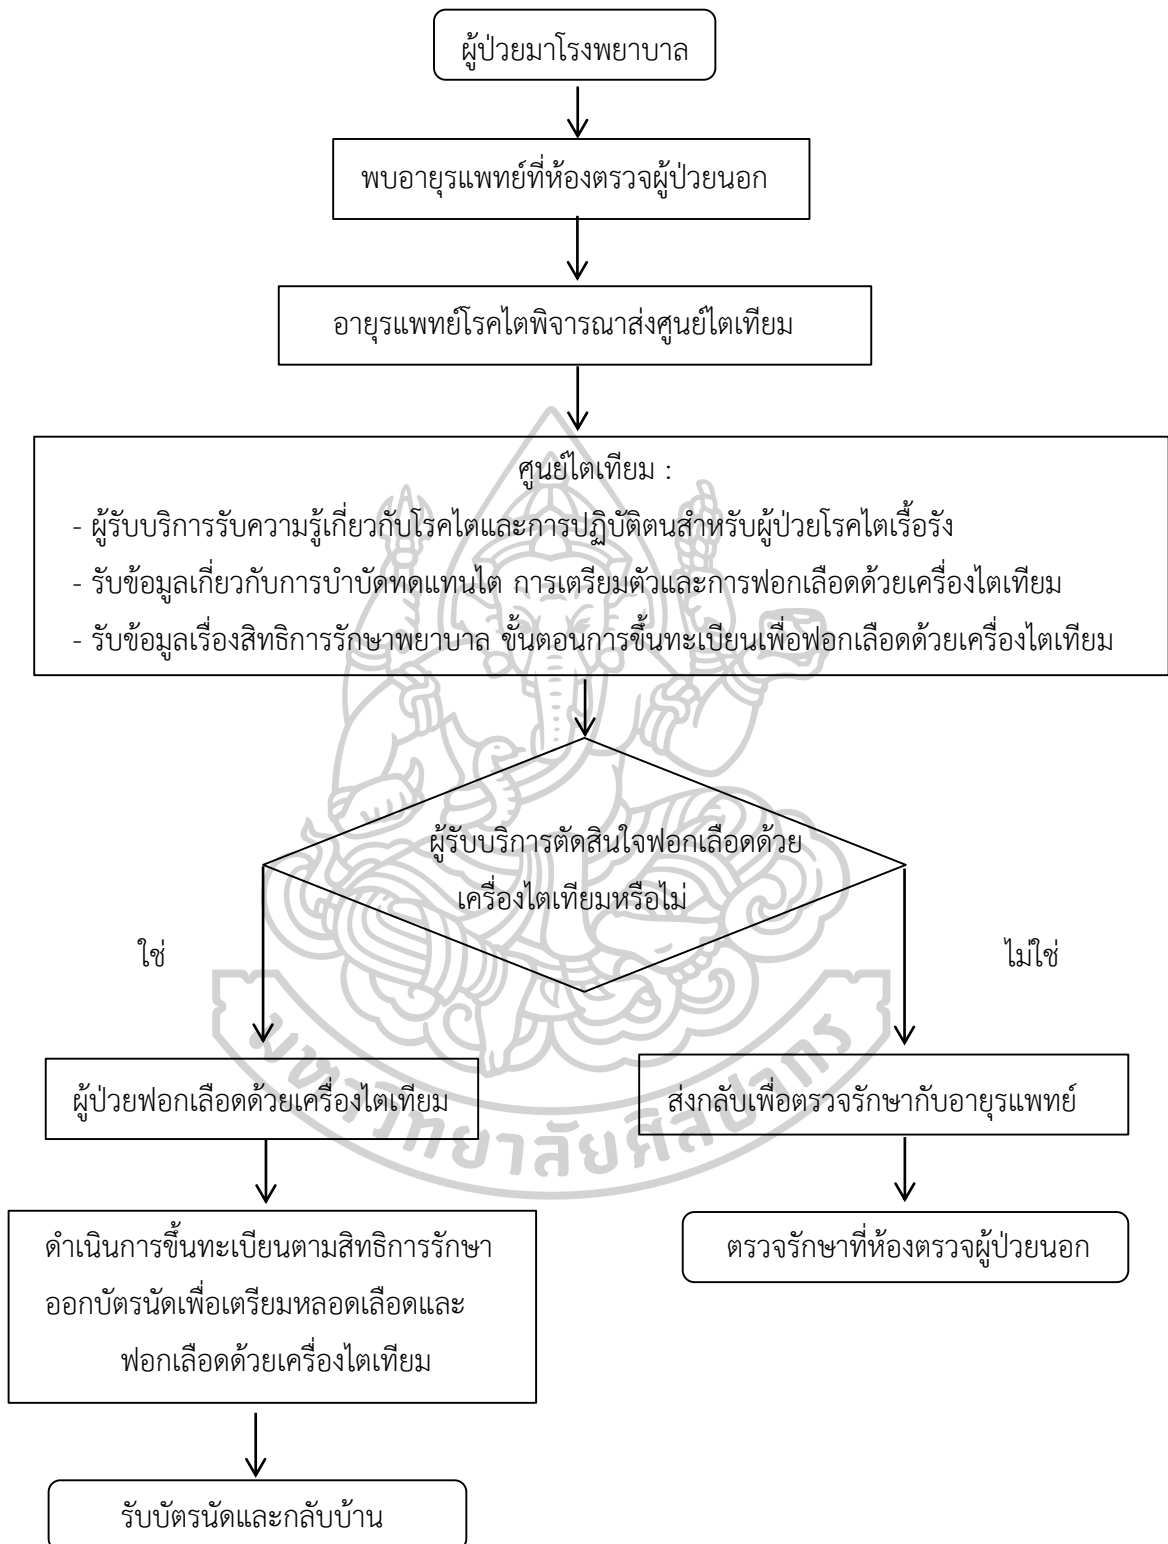 ผู้ป่วยมาโรงพยาบาล
พบอายุรแพทย์ที่ห้องตรวจผู้ป่วยนอก
อายุรแพทย์โรคไตพิจารณาส่งศูนย์ไตเทียม
ศูนย์ไตเทียม :
- ผู้รับบริการรับความรู้เกี่ยวกับโรคไตและการปฏิบัติตนสำหรับผู้ป่วยโรคไตเรื้อรัง
- รับข้อมูลเกี่ยวกับการบำบัดทดแทนไต การเตรียมตัวและการฟอกเลือดด้วยเครื่องไตเทียม
- รับข้อมูลเรื่องสิทธิการรักษาพยาบาล ขั้นตอนการขึ้นทะเบียนเพื่อฟอกเลือดด้วยเครื่องไตเทียม
ผู้รับบริการตัดสินใจฟอกเลือดด้วย
เครื่องไตเทียมหรือไม่
ใช่
ไม่ใช่
มหาวิทยาลัยศิลปากร
ผู้ป่วยฟอกเลือดด้วยเครื่องไตเทียม
ส่งกลับเพื่อตรวจรักษากับอายุรแพทย์
ดำเนินการขึ้นทะเบียนตามสิทธิการรักษา
ออกบัตรนัดเพื่อเตรียมหลอดเลือดและ
ฟอกเลือดด้วยเครื่องไตเทียม
ตรวจรักษาที่ห้องตรวจผู้ป่วยนอก
รับบัตรนัดและกลับบ้าน